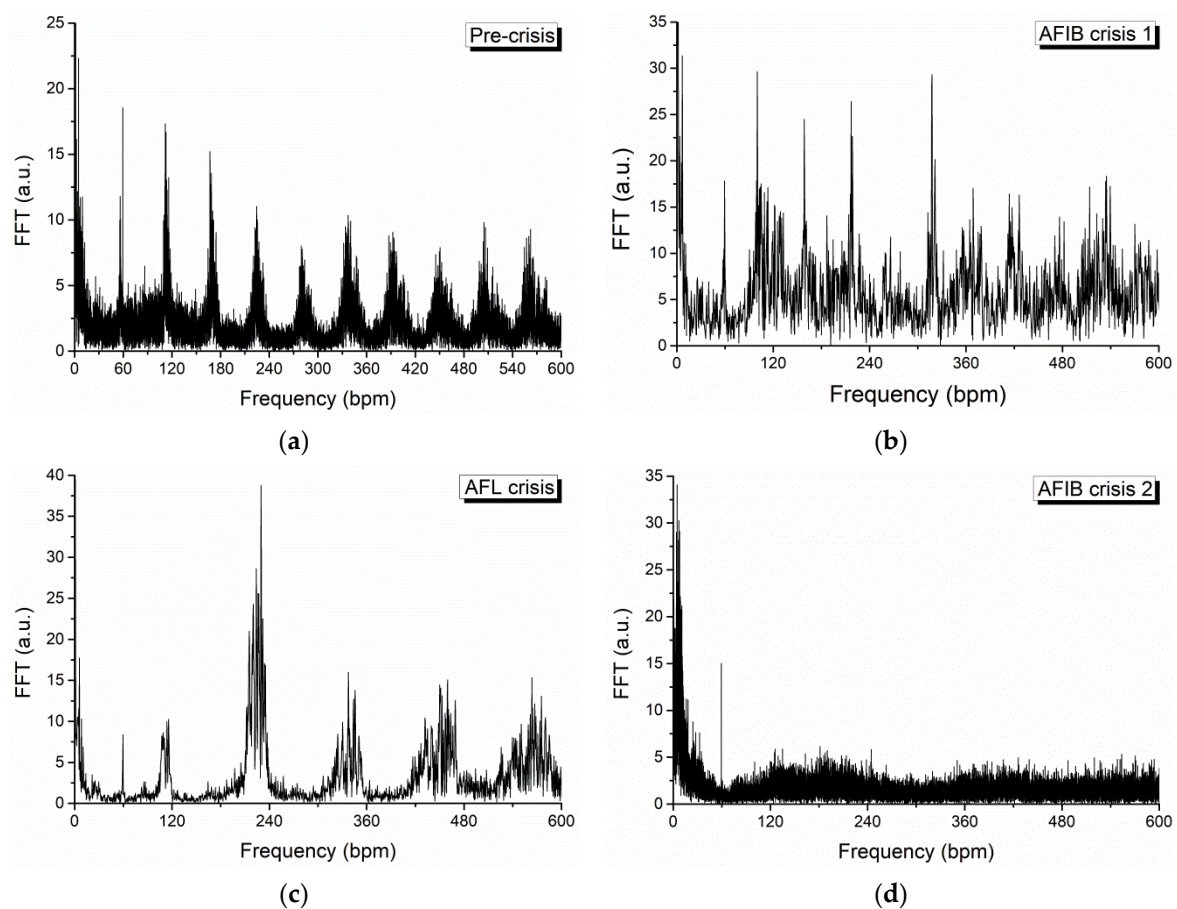 Pre-crisis
FFT (a.u.)
25
20
15
10
5
0
0 60 120 180 240 300 360 420 480 540 600
Frequency (bpm)
(a)
AFIB crisis 1
FFT (a.u.)
35
30
25
20
15
10
5
0
0 120 240 360 480 600
Frequency (bpm)
(b)
AFL crisis
FFT (a.u.)
40
35
30
25
20
15
10
5
0
0 120 240 360 480 600
Frequency (bpm)
(c)
AFIB crisis 2
FFT (a.u.)
35
30
25
20
15
10
5
0
0 120 240 360 480 600
Frequency (bpm)
(d)